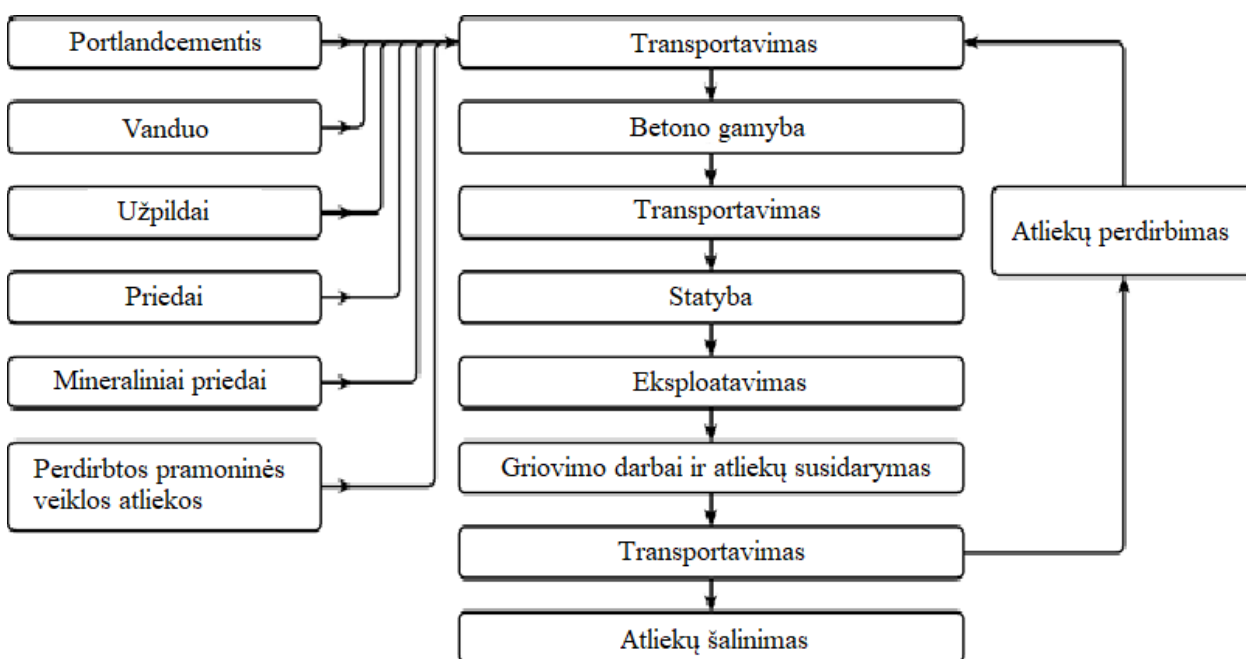 Portlandcementis
Vanduo
Užpildai
Priedai
Mineraliniai priedai
Perdirbtos pramoninės
veiklos atliekos
Transportavimas
Betono gamyba
Transportavimas
Statyba
Eksploatavimas
Griovimo darbai ir atliekų susidarymas
Transportavimas
Atliekų šalinimas
Atliekų perdirbimas